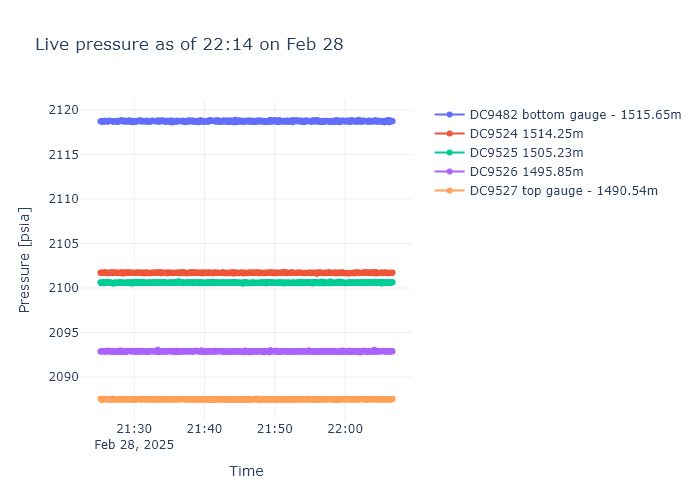 Live pressure as of 22:14 on Feb 28
DC9482 bottom gauge - 1515.65m
DC9524 1514.25m
DC9525 1505.23m
DC9526 1495.85m
DC9527 top gauge - 1490.54m
Pressure [psia]
2120
2115
2110
2105
2100
2095
2090
21:30
21:40
21:50
22:00
Feb 28, 2025
Time